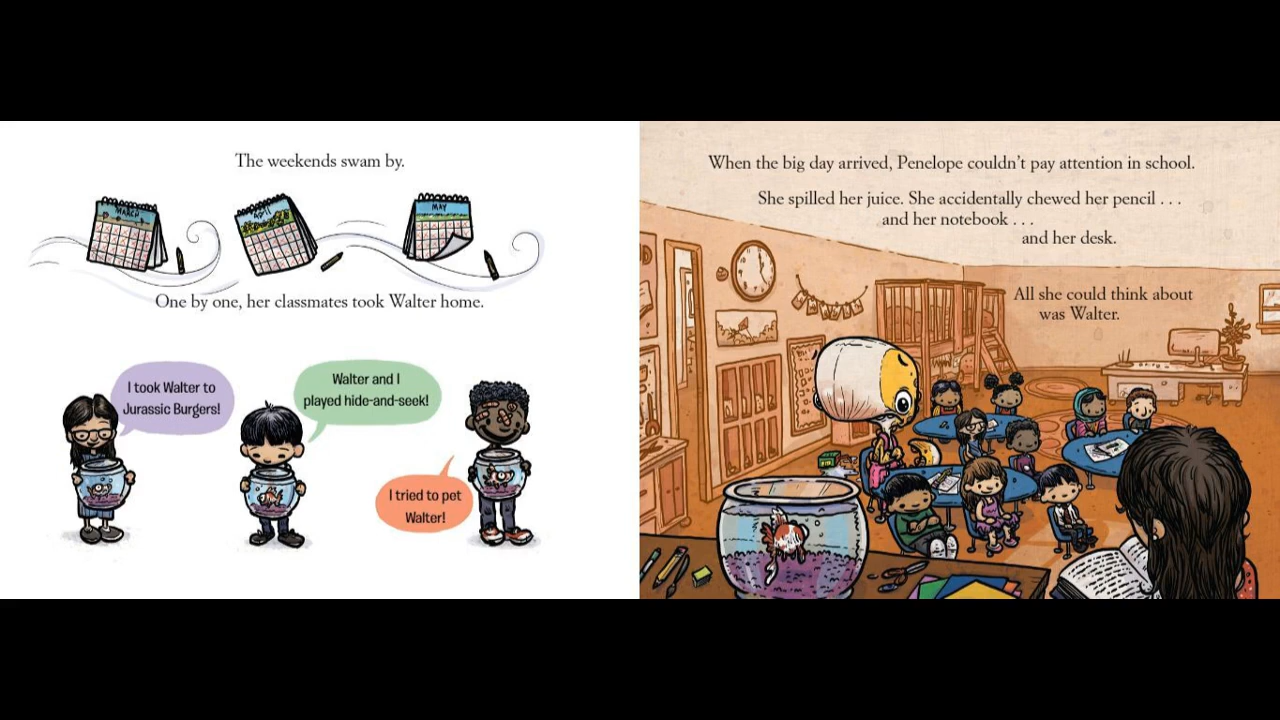 The weekends swam by.
MARCH
APRIL
MAY
One by one, her classmates took Walter home.
I took Walter to
Jurassic Burgers!
Walter and I
played hide-and-seek!
I tried to pet
Walter!
When the big day arrived, Penelope couldn’t pay attention in school.
She spilled her juice. She accidentally chewed her pencil . . .
and her notebook . . .
and her desk.
All she could think about
was Walter.